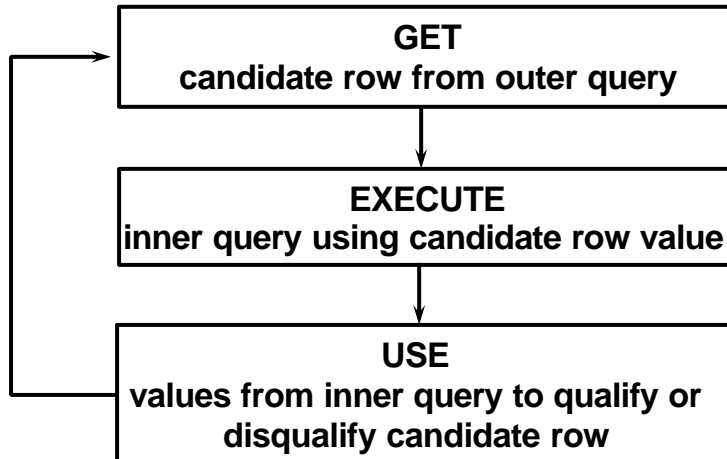 GET
candidate row from outer query
EXECUTE
inner query using candidate row value
USE
values from inner query to qualify or
disqualify candidate row